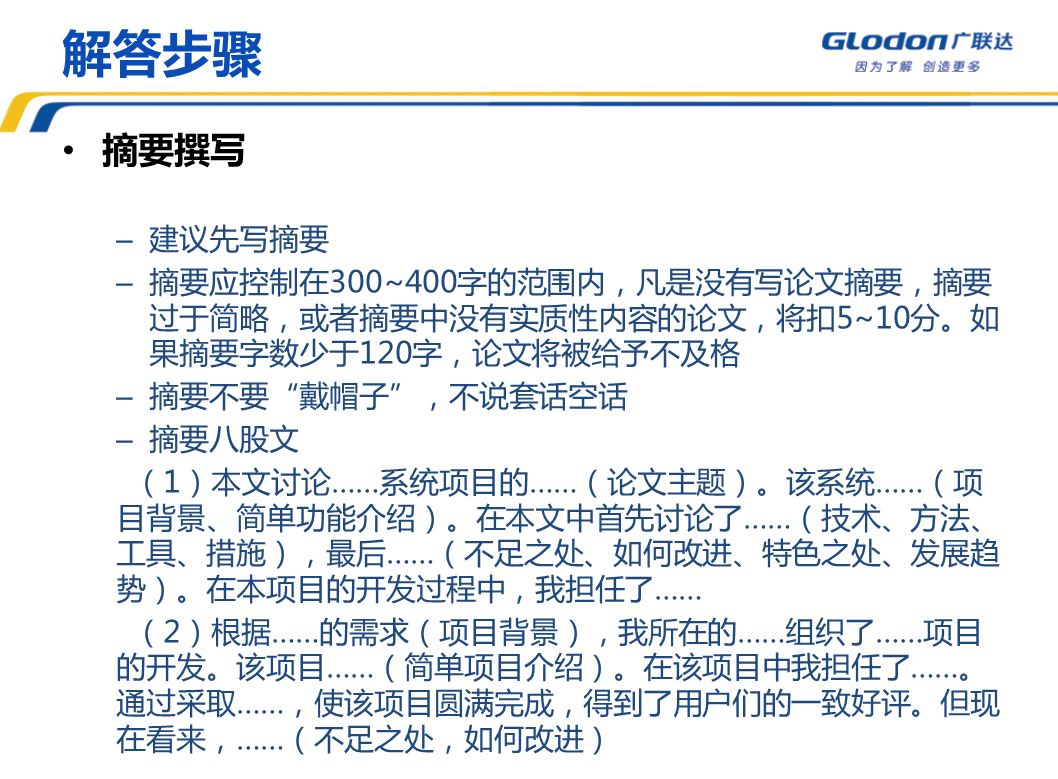 解答步骤
GLodon广联达
因为了解 创造更多
• 摘要撰写
– 建议先写摘要
– 摘要应控制在300~400字的范围内，凡是没有写论文摘要，摘要
过于简略，或者摘要中没有实质性内容的论文，将扣5~10分。如
果摘要字数少于120字，论文将被给予不及格
– 摘要不要“戴帽子”，不说套话空话
– 摘要八股文
（1）本文讨论……系统项目的……（论文主题）。该系统……（项
目背景、简单功能介绍）。在本文中首先讨论了……（技术、方法、
工具、措施），最后……（不足之处、如何改进、特色之处、发展趋
势）。在本项目的开发过程中，我担任了……
（2）根据……的需求（项目背景），我所在的……组织了……项目
的开发。该项目……（简单项目介绍）。在该项目中我担任了……。
通过采取……，使该项目圆满完成，得到了用户们的一致好评。但现
在看来，……（不足之处，如何改进）